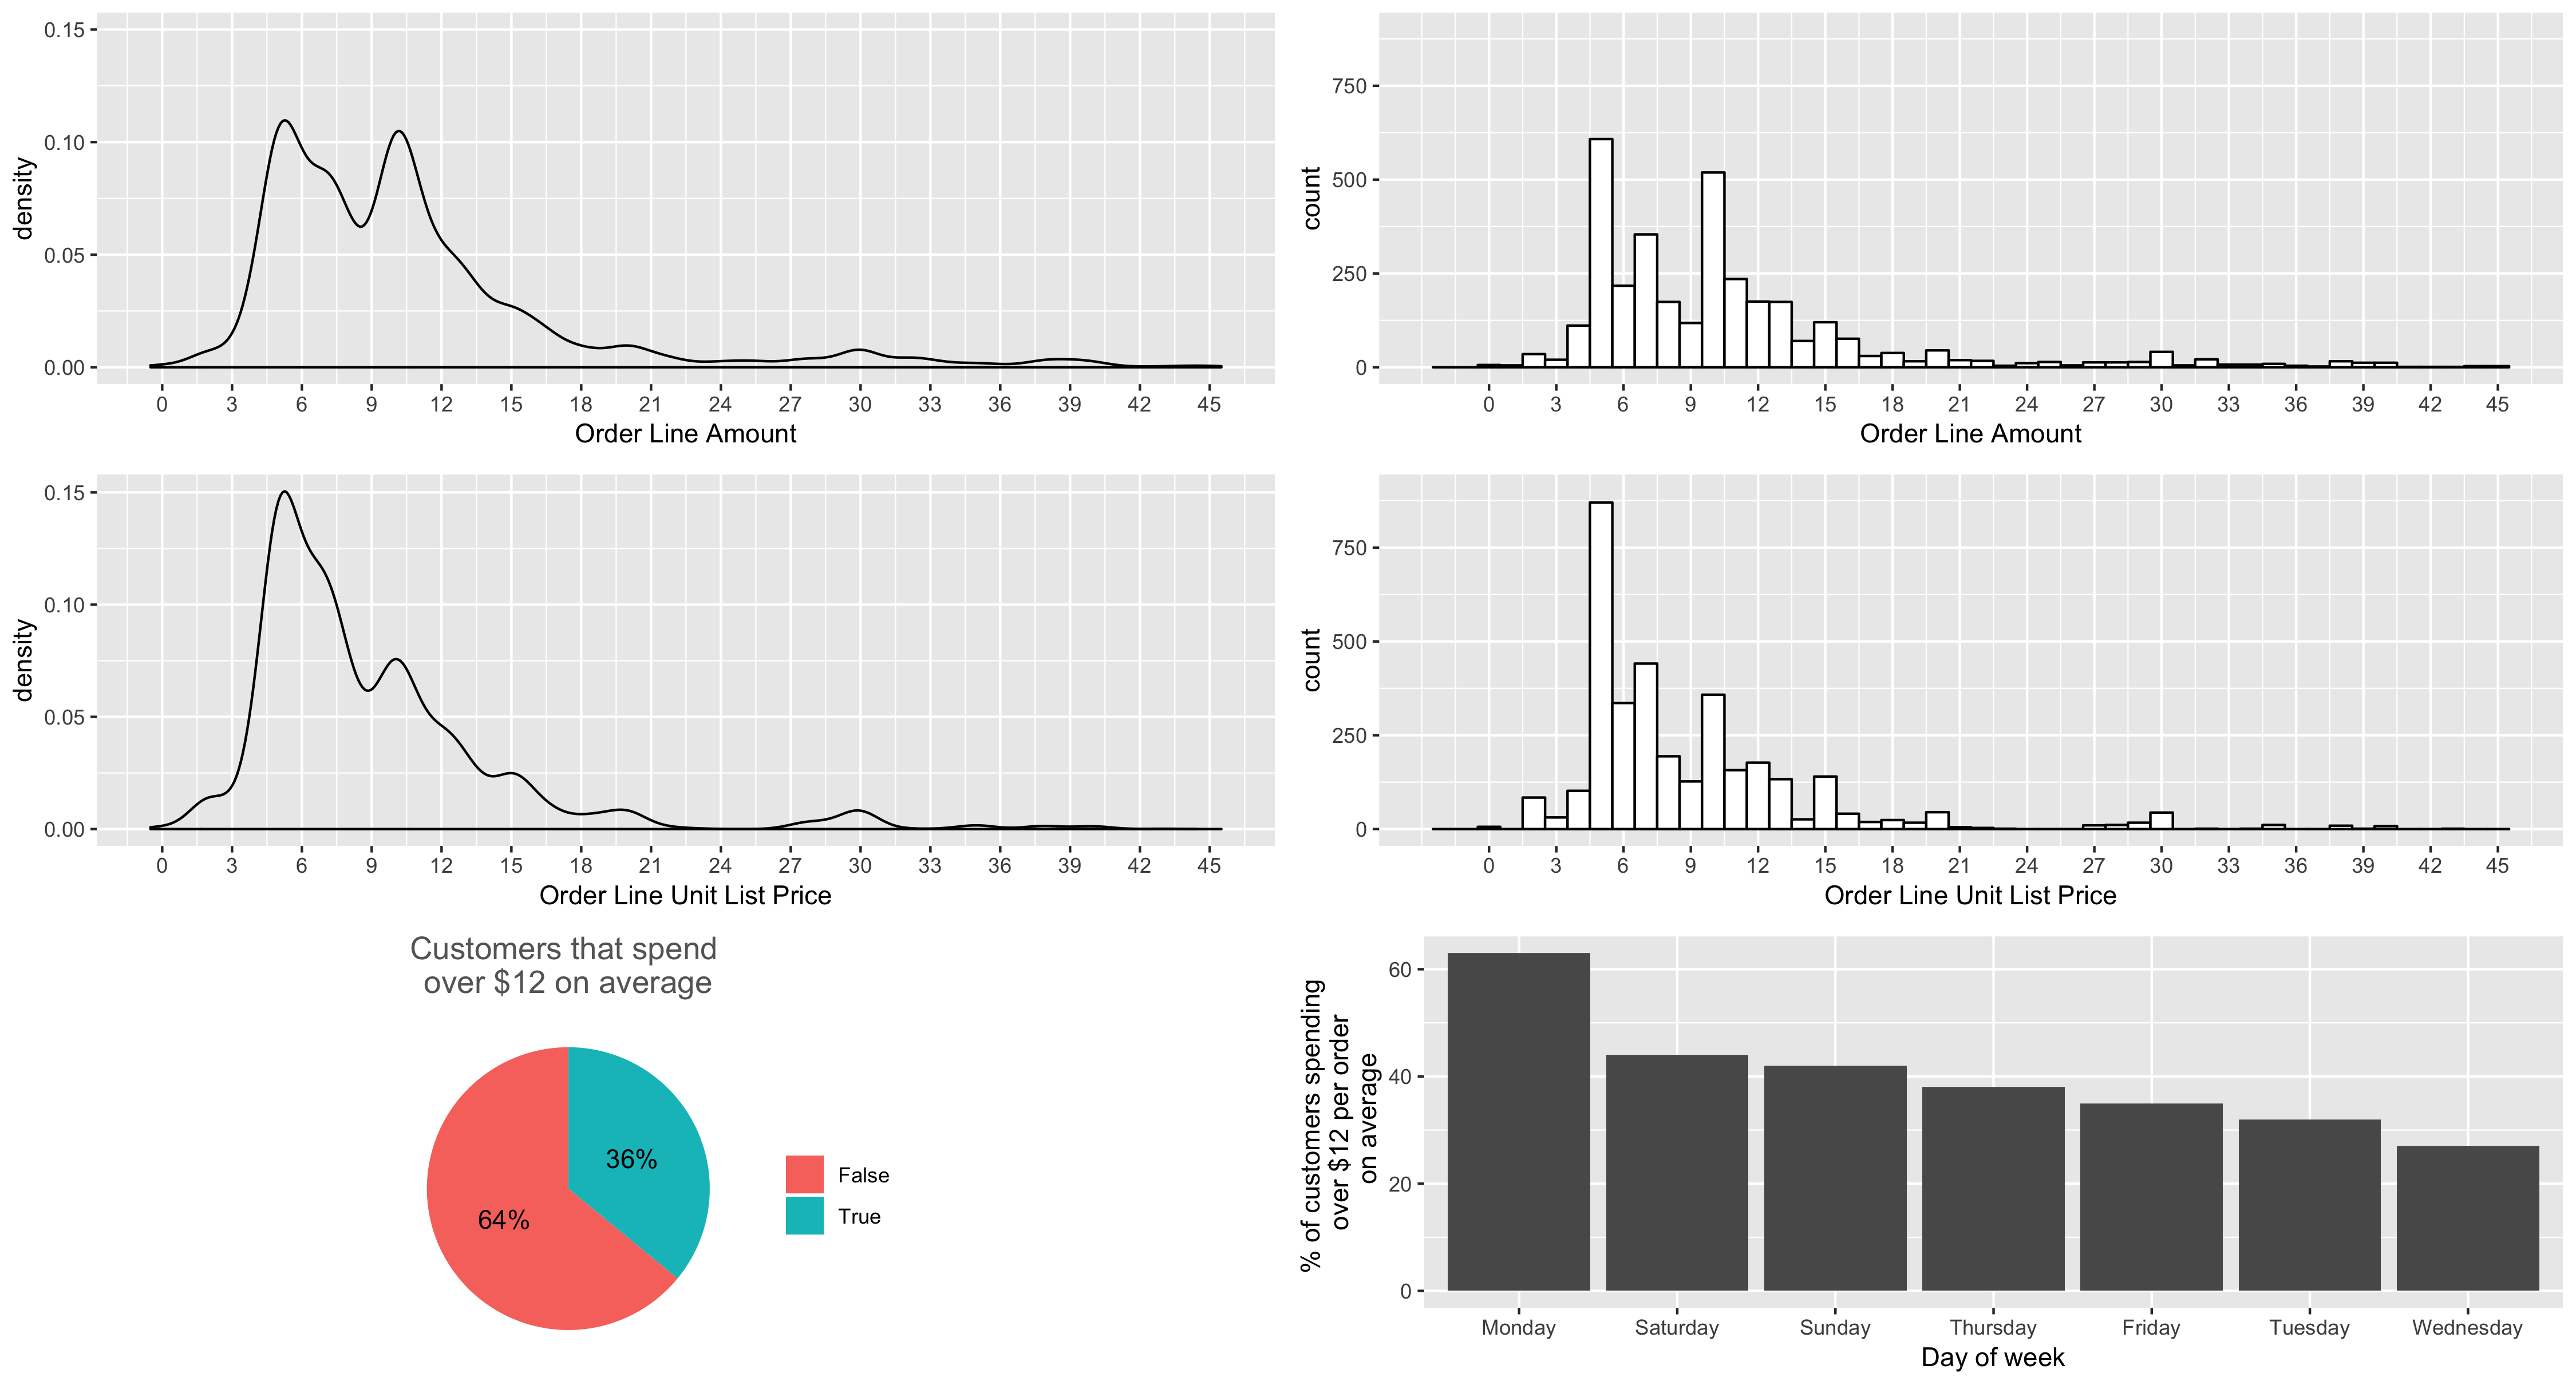 0.15
0.10
0.05
0.00
density
0 3 6 9 12 15 18 21 24 27 30 33 36 39 42 45
Order Line Amount
750
500
250
0
count
0 3 6 9 12 15 18 21 24 27 30 33 36 39 42 45
Order Line Amount
0.15
0.10
0.05
0.00
density
0 3 6 9 12 15 18 21 24 27 30 33 36 39 42 45
Order Line Unit List Price
750
500
250
0
count
0 3 6 9 12 15 18 21 24 27 30 33 36 39 42 45
Order Line Unit List Price
Customers that spend
over $12 on average
36%
64%
False
True
% of customers spending
over $12 per order
on average
60
40
20
0
Monday Saturday Sunday Thursday Friday Tuesday Wednesday
Day of week